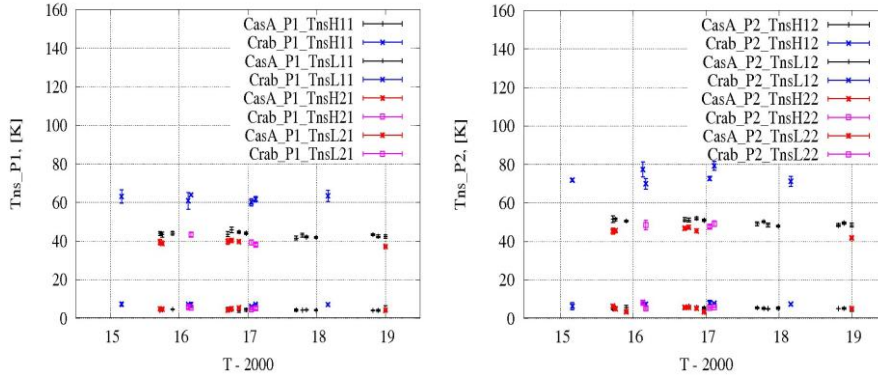 160
140
120
100
80
60
40
20
0
Tns_P1, [K]
CasA_P1_TnsH11
Crab_P1_TnsH11
CasA_P1_TnsL11
Crab_P1_TnsL11
CasA_P1_TnsH21
Crab_P1_TnsH21
CasA_P1_TnsL21
Crab_P1_TnsL21
15 16 17 18 19
T - 2000
160
140
120
100
80
60
40
20
0
Tns_P2, [K]
CasA_P2_TnsH12
Crab_P2_TnsH12
CasA_P2_TnsL12
Crab_P2_TnsL12
CasA_P2_TnsH22
Crab_P2_TnsH22
CasA_P2_TnsL22
Crab_P2_TnsL22
15 16 17 18 19
T - 2000